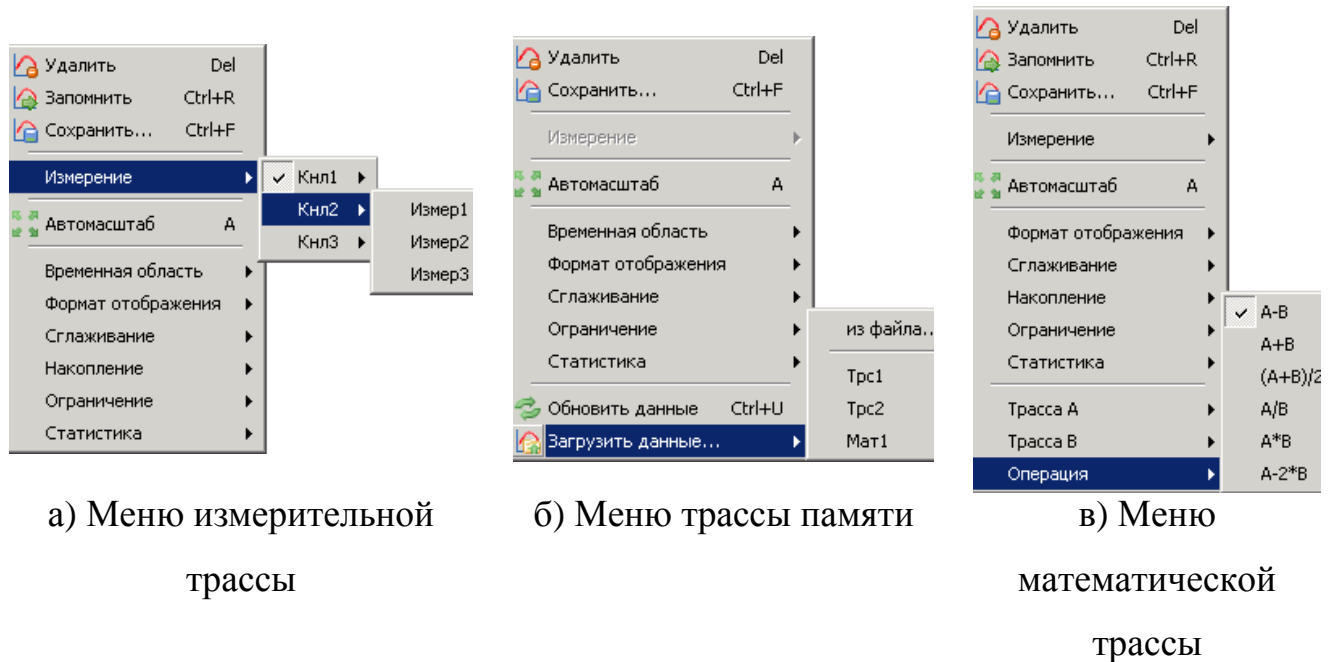 Удалить Del
Запомнить Ctrl+R
Сохранить... Ctrl+F
Измерение
Автомасштаб A
Временная область
Формат отображения
Сглаживание
Накопление
Ограничение
Статистика
Кнл1
Кнл2
Кнл3
Измер1
Измер2
Измер3
а) Меню измерительной
трассы
Удалить Del
Сохранить... Ctrl+F
Измерение
Автомасштаб A
Временная область
Формат отображения
Сглаживание
Ограничение
Статистика
Обновить данные Ctrl+U
Загрузить данные...
из файла..
Трс1
Трс2
Мат1
б) Меню трассы памяти
Удалить Del
Запомнить Ctrl+R
Сохранить... Ctrl+F
Измерение
Автомасштаб A
Формат отображения
Сглаживание
Накопление
Ограничение
Статистика
Трасса A
Трасса B
Операция
A-B
A+B
(A+B)/2
A/B
A*B
A-2*B
в) Меню
математической
трассы